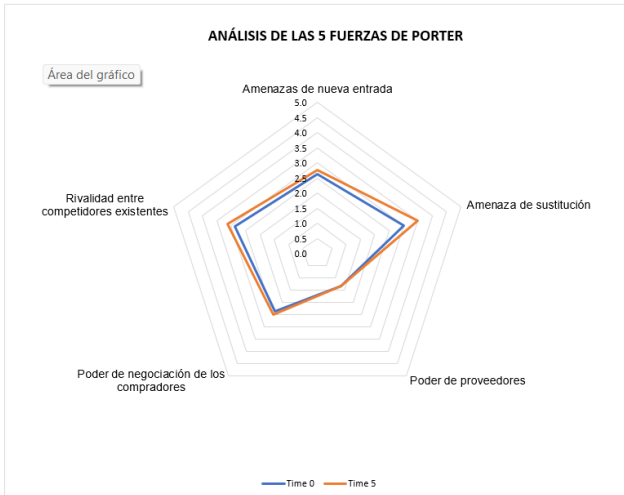 ANÁLISIS DE LAS 5 FUERZAS DE PORTER
Área del gráfico
Amenazas de nueva entrada
5.0
4.5
4.0
3.5
3.0
2.5
2.0
1.5
1.0
0.5
0.0
Rivalidad entre
competidores existentes
Amenaza de sustitución
Poder de negociación de los
compradores
Poder de proveedores
Time 0
Time 5